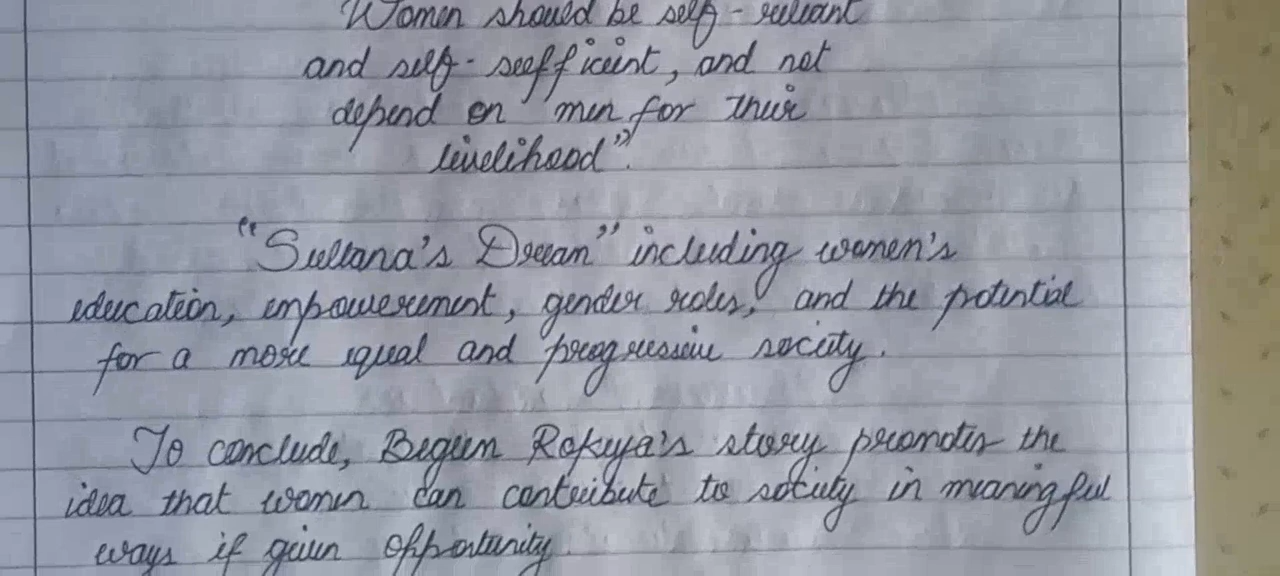 Women should be self-reliant
and self-seefficient, and not
depend on men for their
livelihood".
"Sultana's Dream" including women's
education, empowerement, gender roles, and the potential
for a more equal and progressive society.
To conclude, Begum Rokeya's story promotes the
idea that women can contribute to society in meaningful
ways if given opportunity